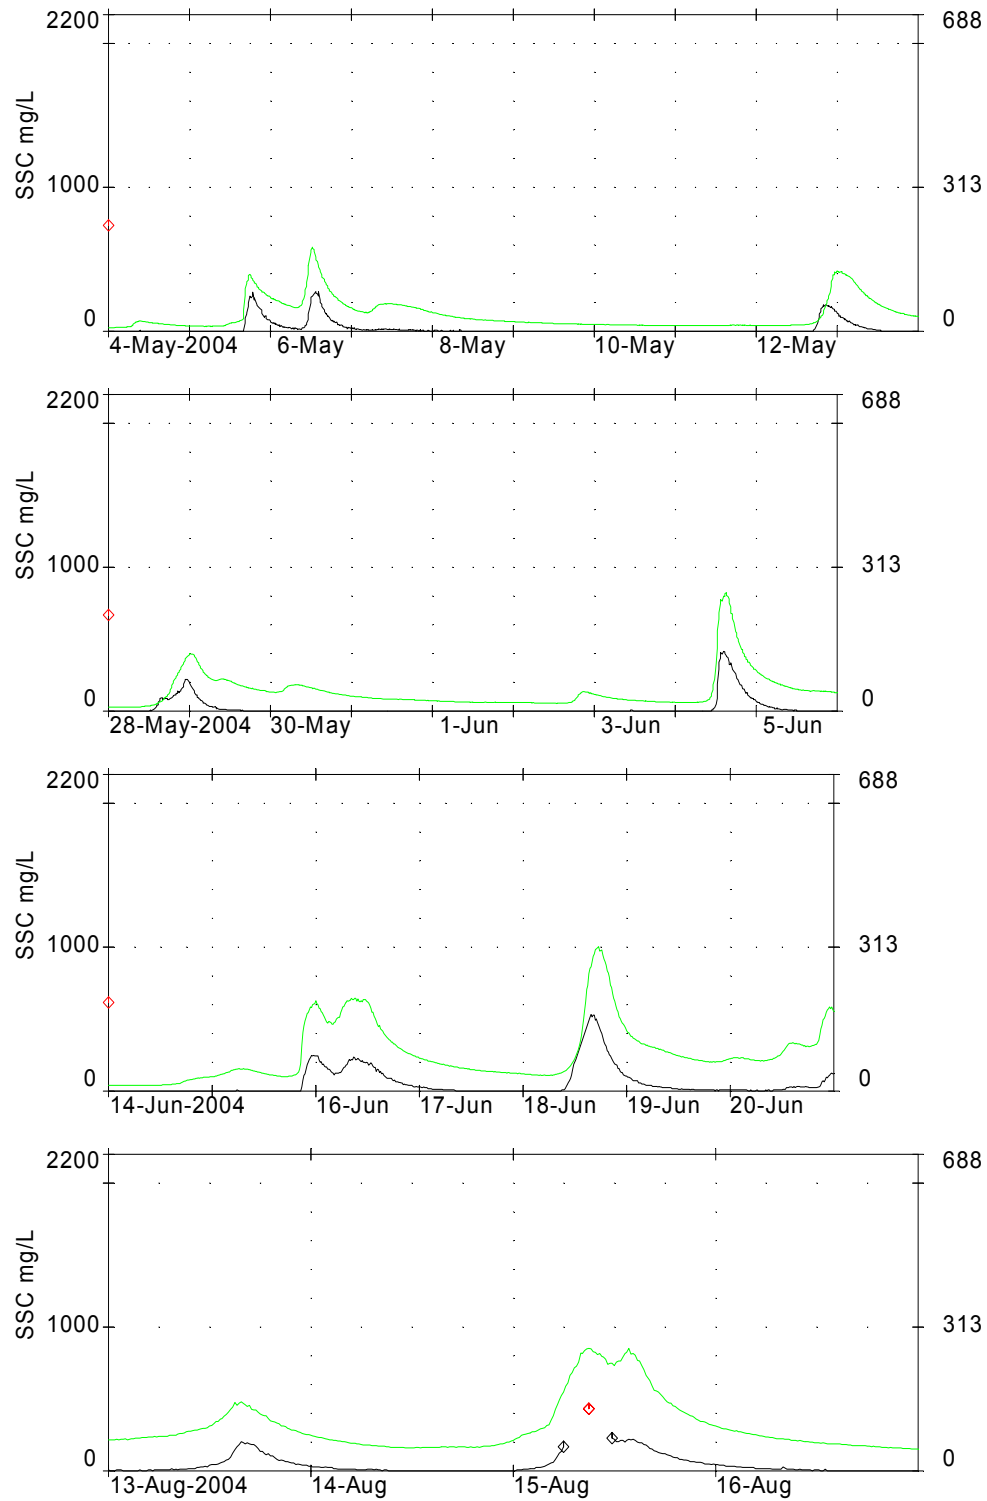 2200 688
SSC mg/L
1000 313
0 0
4-May-2004 6-May 8-May 10-May 12-May
2200 688
SSC mg/L
1000 313
0 0
28-May-2004 30-May 1-Jun 3-Jun 5-Jun
2200 688
SSC mg/L
1000 313
0 0
14-Jun-2004 16-Jun 17-Jun 18-Jun 19-Jun 20-Jun
2200 688
SSC mg/L
1000 313
0 0
13-Aug-2004 14-Aug 15-Aug 16-Aug